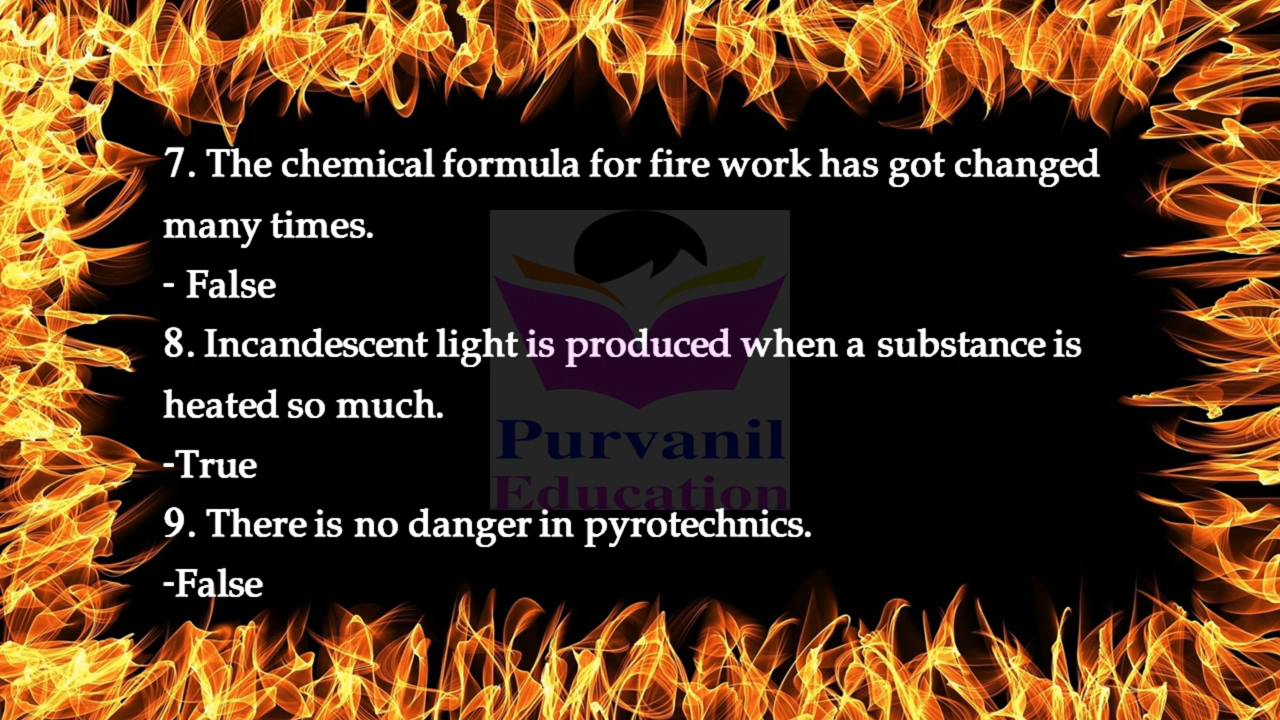 7. The chemical formula for fire work has got changed
many times.
- False
8. Incandescent light is produced when a substance is
heated so much.
-True
Purvanil
Education
9. There is no danger in pyrotechnics.
-False